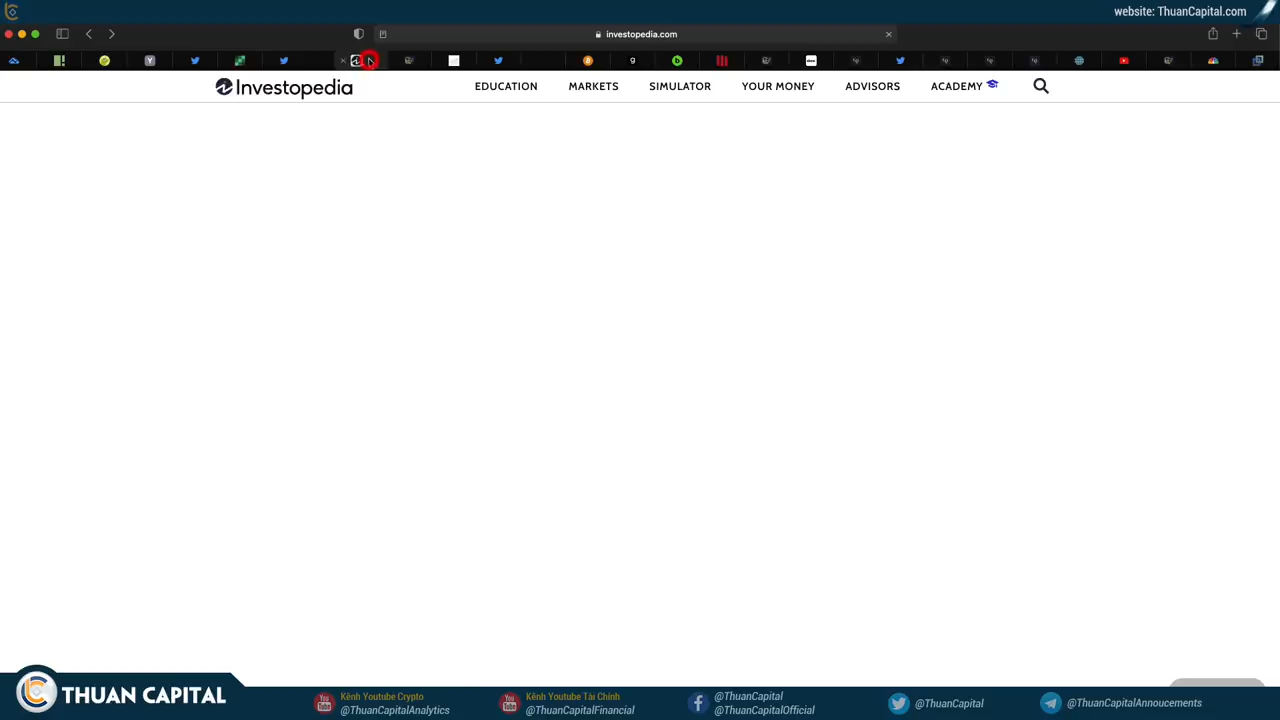 website: ThuanCapital.com
investopedia.com
Investopedia
EDUCATION
MARKETS
SIMULATOR
YOUR MONEY
ADVISORS
ACADEMY
THUAN CAPITAL
Kênh Youtube Crypto
@ThuanCapitalAnalytics
Kênh Youtube Tài Chính
@ThuanCapitalFinancial
@ThuanCapital
@ThuanCapitalOfficial
@ThuanCapital
@ThuanCapitalAnnoucements